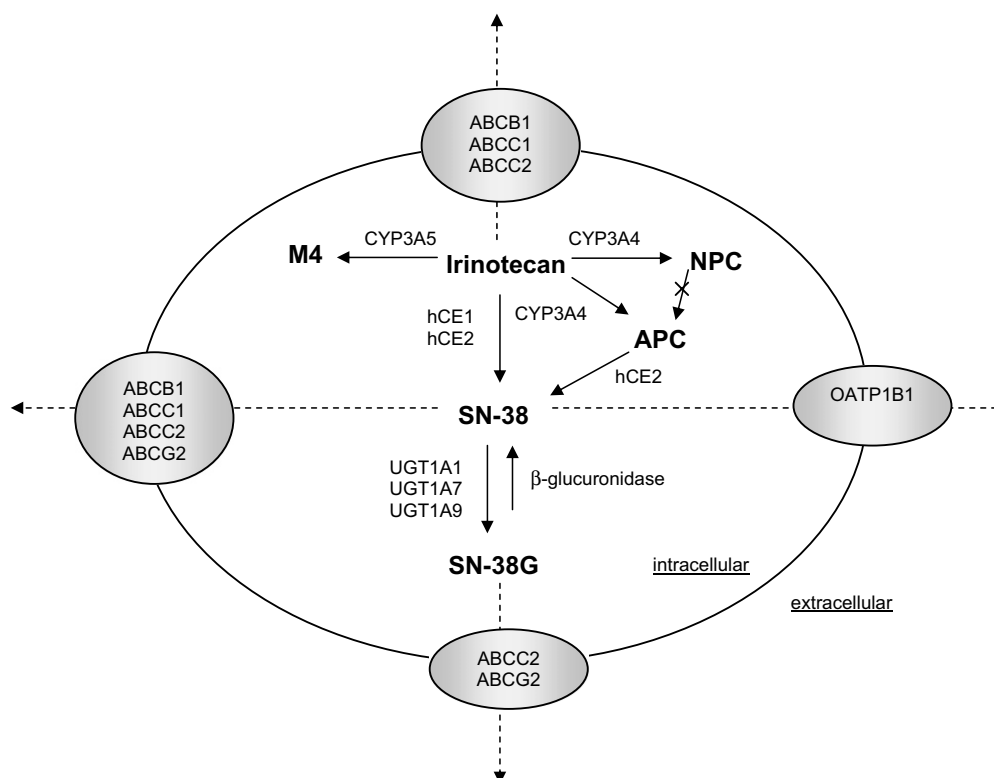 ABCB1
ABCC1
ABCC2
CYP3A5
CYP3A4
M4
Irinotecan
NPC
hCE1
hCE2
CYP3A4
APC
hCE2
ABCB1
ABCC1
ABCC2
ABCG2
SN-38
OATP1B1
UGT1A1
UGT1A7
UGT1A9
β-glucuronidase
SN-38G
intracellular
extracellular
ABCC2
ABCG2